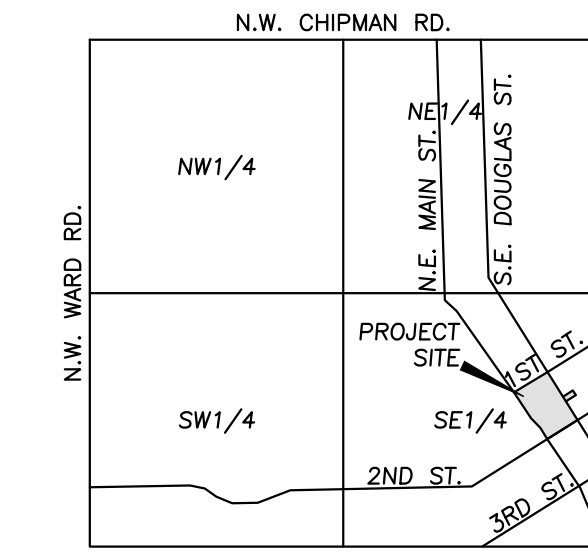 N.W. CHIPMAN RD.
NE1/4
NW1/4
N.E. MAIN ST.
S.E. DOUGLAS ST.
N.W. WARD RD.
PROJECT
SITE
1ST ST.
SW1/4
SE1/4
2ND ST.
3RD ST.